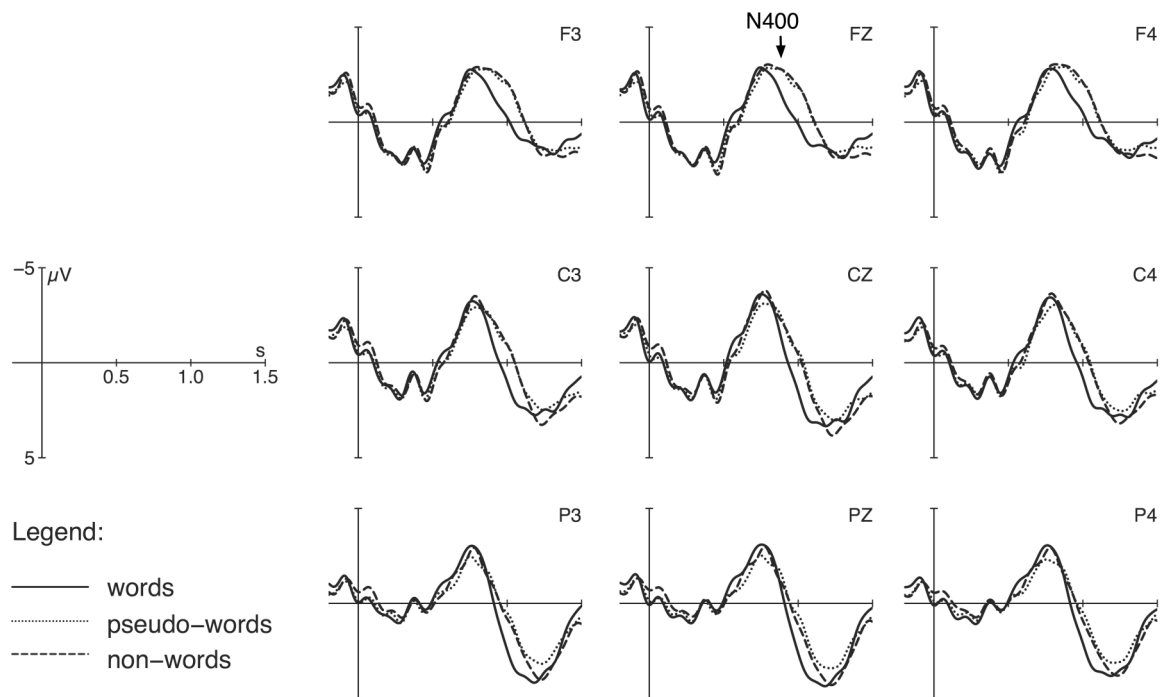 N400
F3
FZ
F4
−5
µV
C3
CZ
C4
s
0.5 1.0 1.5
5
P3
PZ
P4
Legend:
words
pseudo−words
non−words